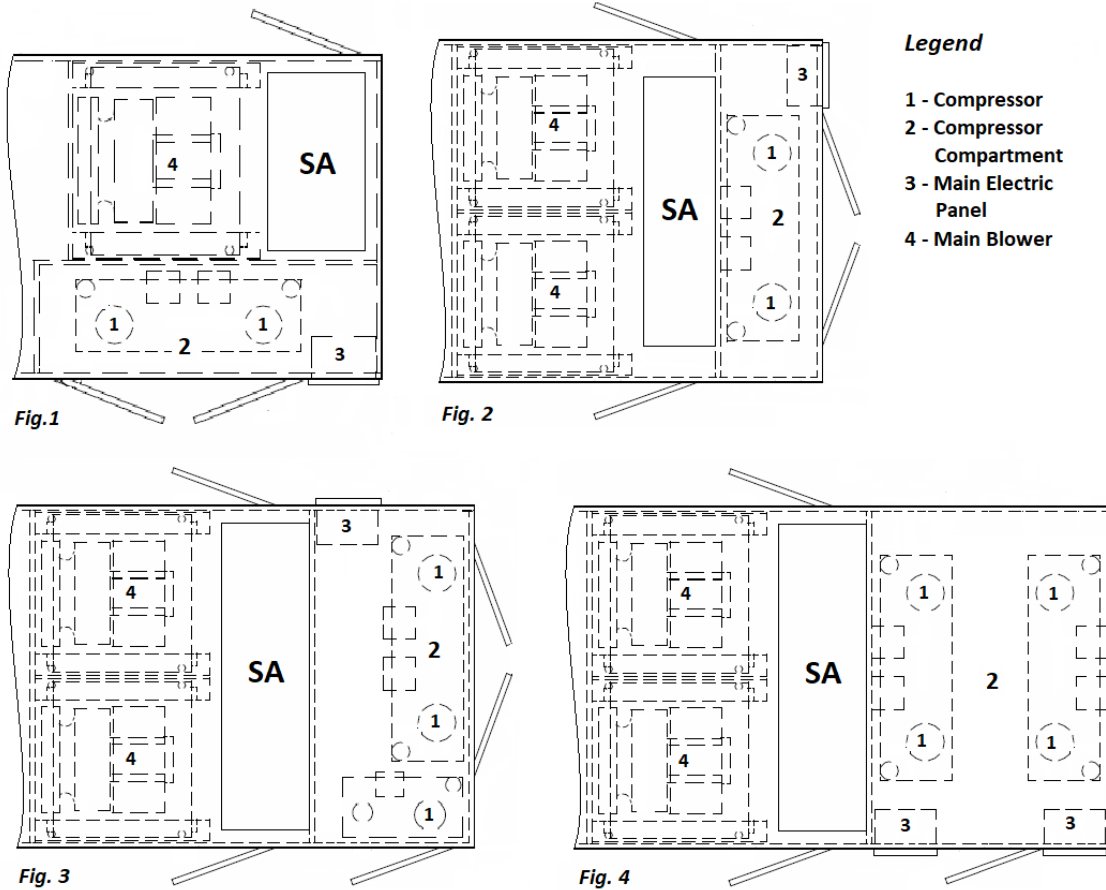 Legend
1 - Compressor
2 - Compressor
Compartment
3 - Main Electric
Panel
4 - Main Blower
4
SA
1
2
1
3
Fig.1
3
4
1
SA
2
4
1
Fig. 2
3
1
4
2
SA
1
4
1
Fig. 3
4
1
1
SA
2
4
1
1
3
3
Fig. 4